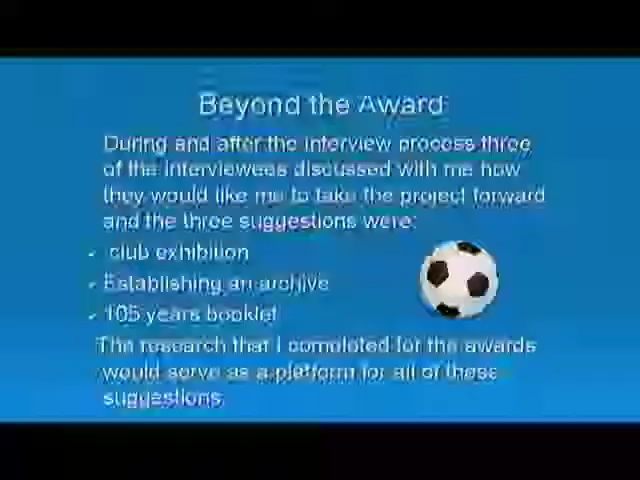 Beyond the Award
During and after the interview process three
of the interviewees discussed with me how
they would like me to take the project forward
and the three suggestions were:
club exhibition
Establishing an archive
105 years booklet
The research that I completed for the awards
would serve as a platform for all of these
suggestions.